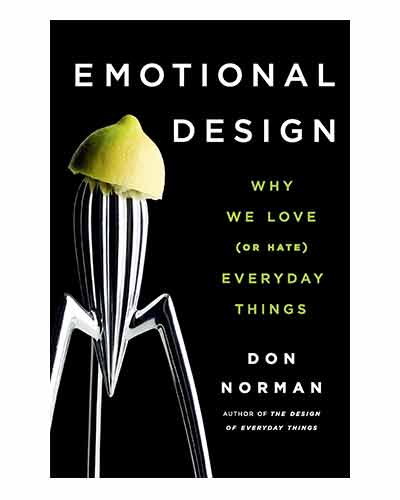 EMOTIONAL
DESIGN
WHY
WE LOVE
(OR HATE)
EVERYDAY
THINGS
DON
NORMAN
AUTHOR OF THE DESIGN
OF EVERYDAY THINGS